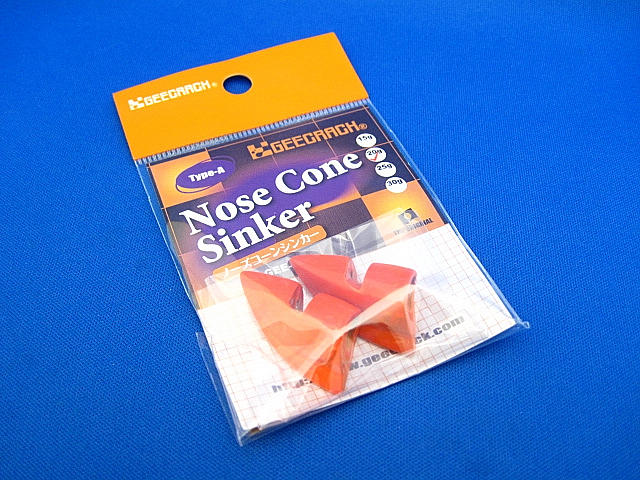 GEECRACK®
GEECRACK®
Type-A
15g
20g
25g
30g
Nose Cone
Sinker
ノーズコーンシンカー